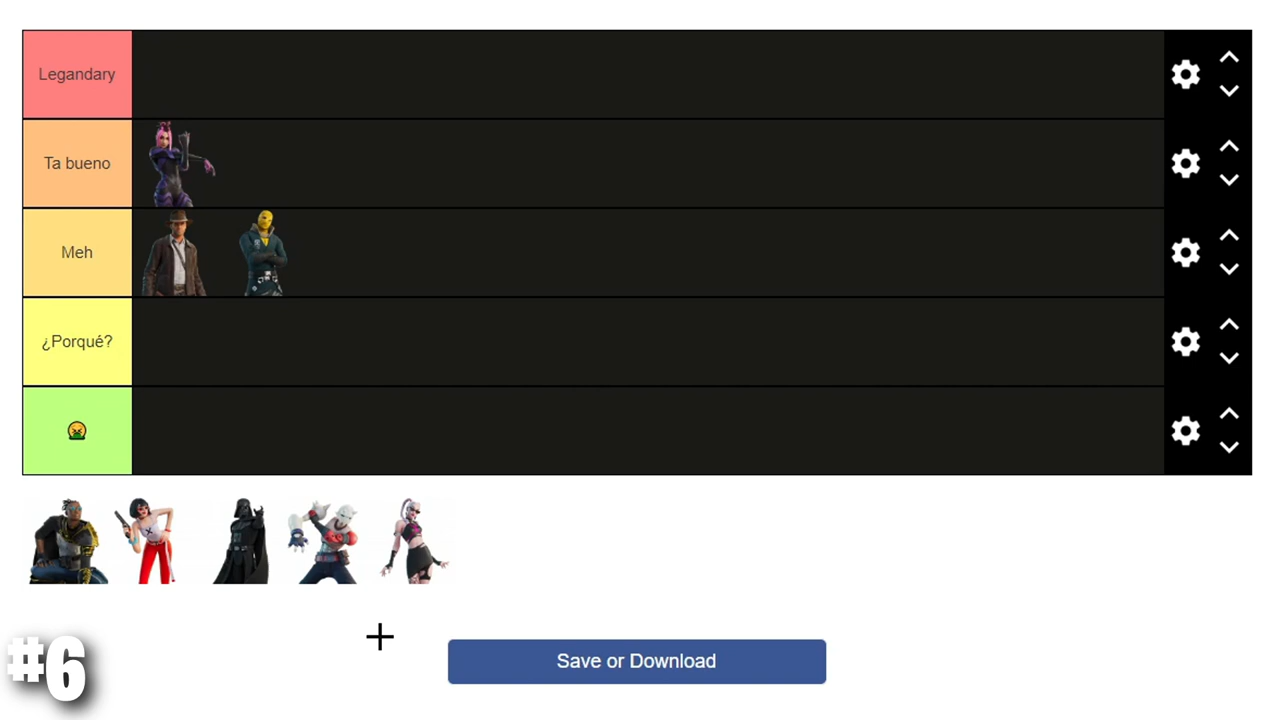 Legandary
Ta bueno
Meh
¿Porqué?
Save or Download
#6